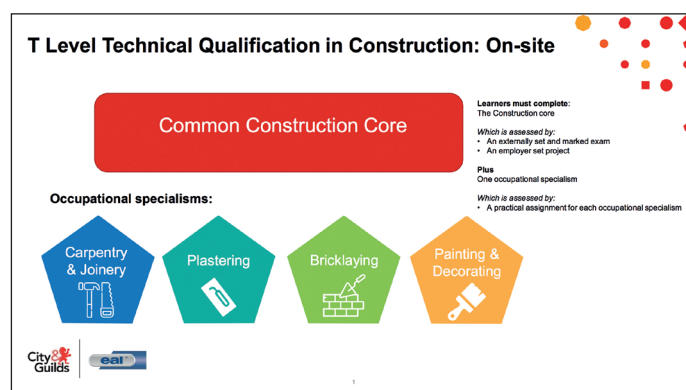 T Level Technical Qualification in Construction: On-site
Common Construction Core
Learners must complete:
The Construction core
Which is assessed by:
• An externally set and marked exam
• An employer set project
Plus
One occupational specialism
Which is assessed by:
• A practical assignment for each occupational specialism
Occupational specialisms:
Carpentry
& Joinery
Plastering
Bricklaying
Painting &
Decorating
City&
Guilds
eal
1